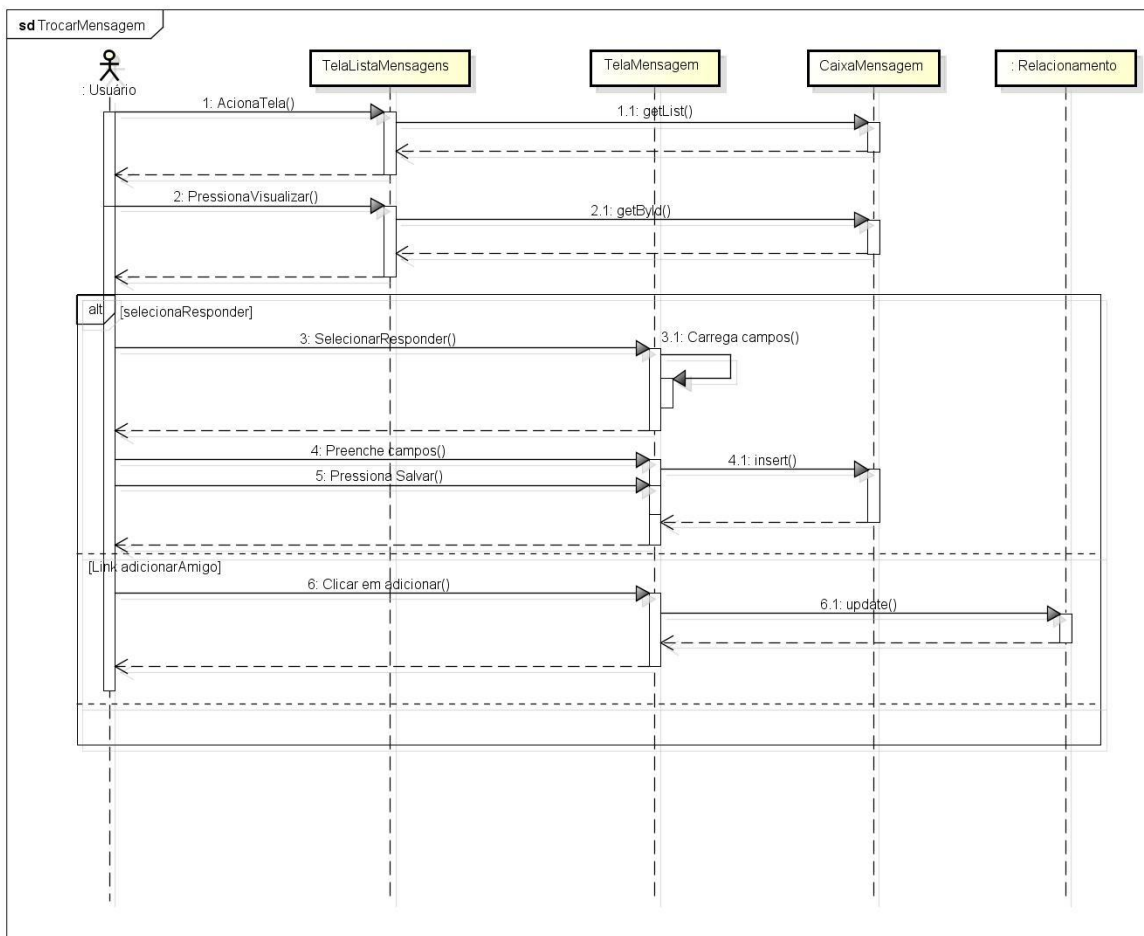 sd TrocarMensagem
: Usuário
TelaListaMensagens
TelaMensagem
CaixaMensagem
: Relacionamento
1: AcionaTela()
1.1: getList()
2: PressionaVisualizar()
2.1: getById()
alt
[selecionaResponder]
3: SelecionarResponder()
3.1: Carrega campos()
4: Preenche campos()
4.1: insert()
5: Pressiona Salvar()
[Link adicionarAmigo]
6: Clicar em adicionar()
6.1: update()